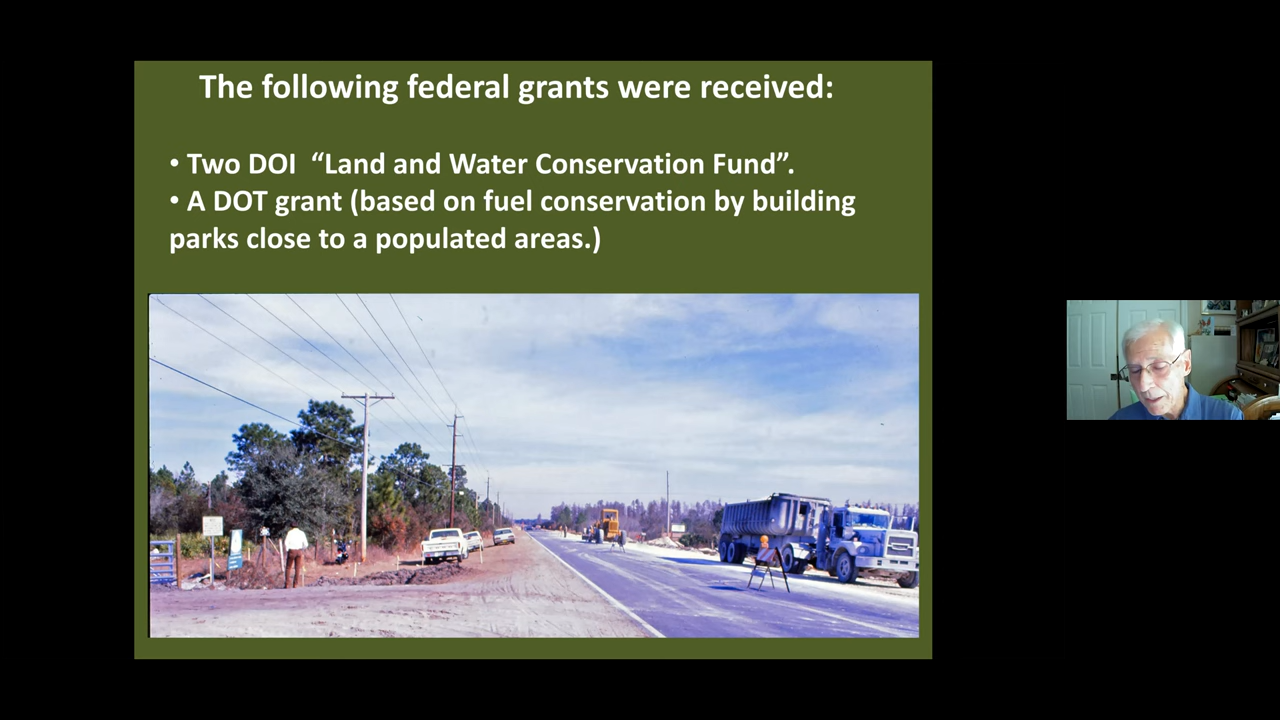 The following federal grants were received:
• Two DOI “Land and Water Conservation Fund”.
• A DOT grant (based on fuel conservation by building
parks close to a populated areas.)